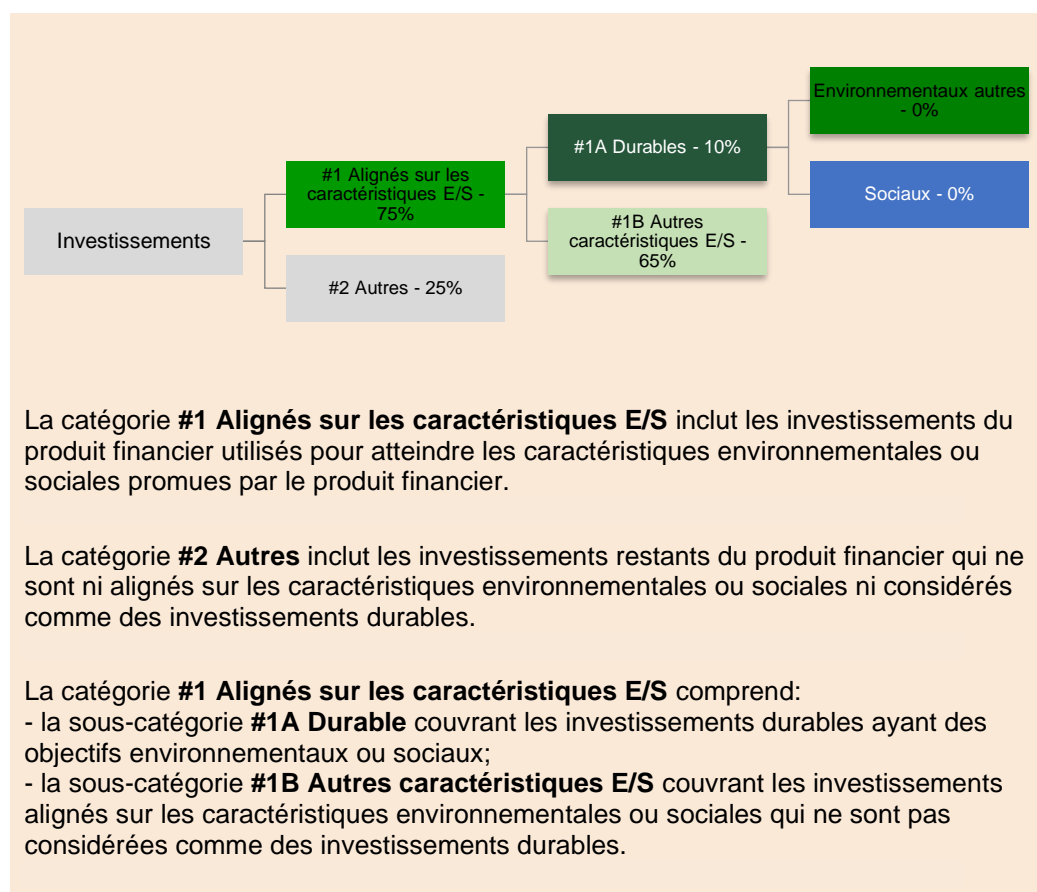 Environnementaux autres
- 0%
#1A Durables - 10%
#1 Alignés sur les
caractéristiques E/S -
75%
Sociaux - 0%
Investissements
#1B Autres
caractéristiques E/S -
65%
#2 Autres - 25%
La catégorie #1 Alignés sur les caractéristiques E/S inclut les investissements du
produit financier utilisés pour atteindre les caractéristiques environnementales ou
sociales promues par le produit financier.
La catégorie #2 Autres inclut les investissements restants du produit financier qui ne
sont ni alignés sur les caractéristiques environnementales ou sociales ni considérés
comme des investissements durables.
La catégorie #1 Alignés sur les caractéristiques E/S comprend:
- la sous-catégorie #1A Durable couvrant les investissements durables ayant des
objectifs environnementaux ou sociaux;
- la sous-catégorie #1B Autres caractéristiques E/S couvrant les investissements
alignés sur les caractéristiques environnementales ou sociales qui ne sont pas
considérées comme des investissements durables.